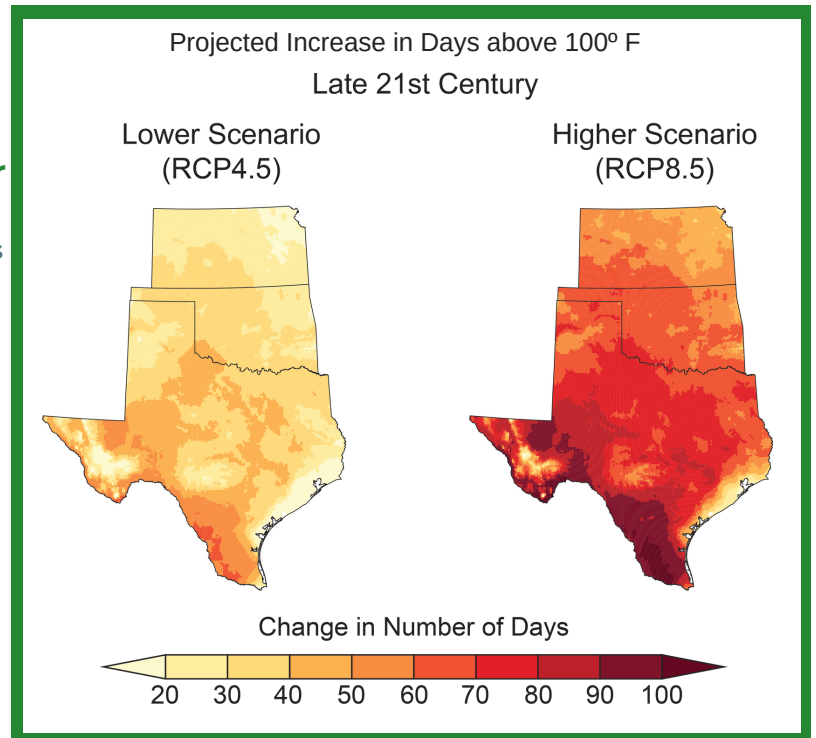 Projected Increase in Days above 100º F
Late 21st Century
Lower Scenario
(RCP4.5)
Higher Scenario
(RCP8.5)
Change in Number of Days
20 30 40 50 60 70 80 90 100